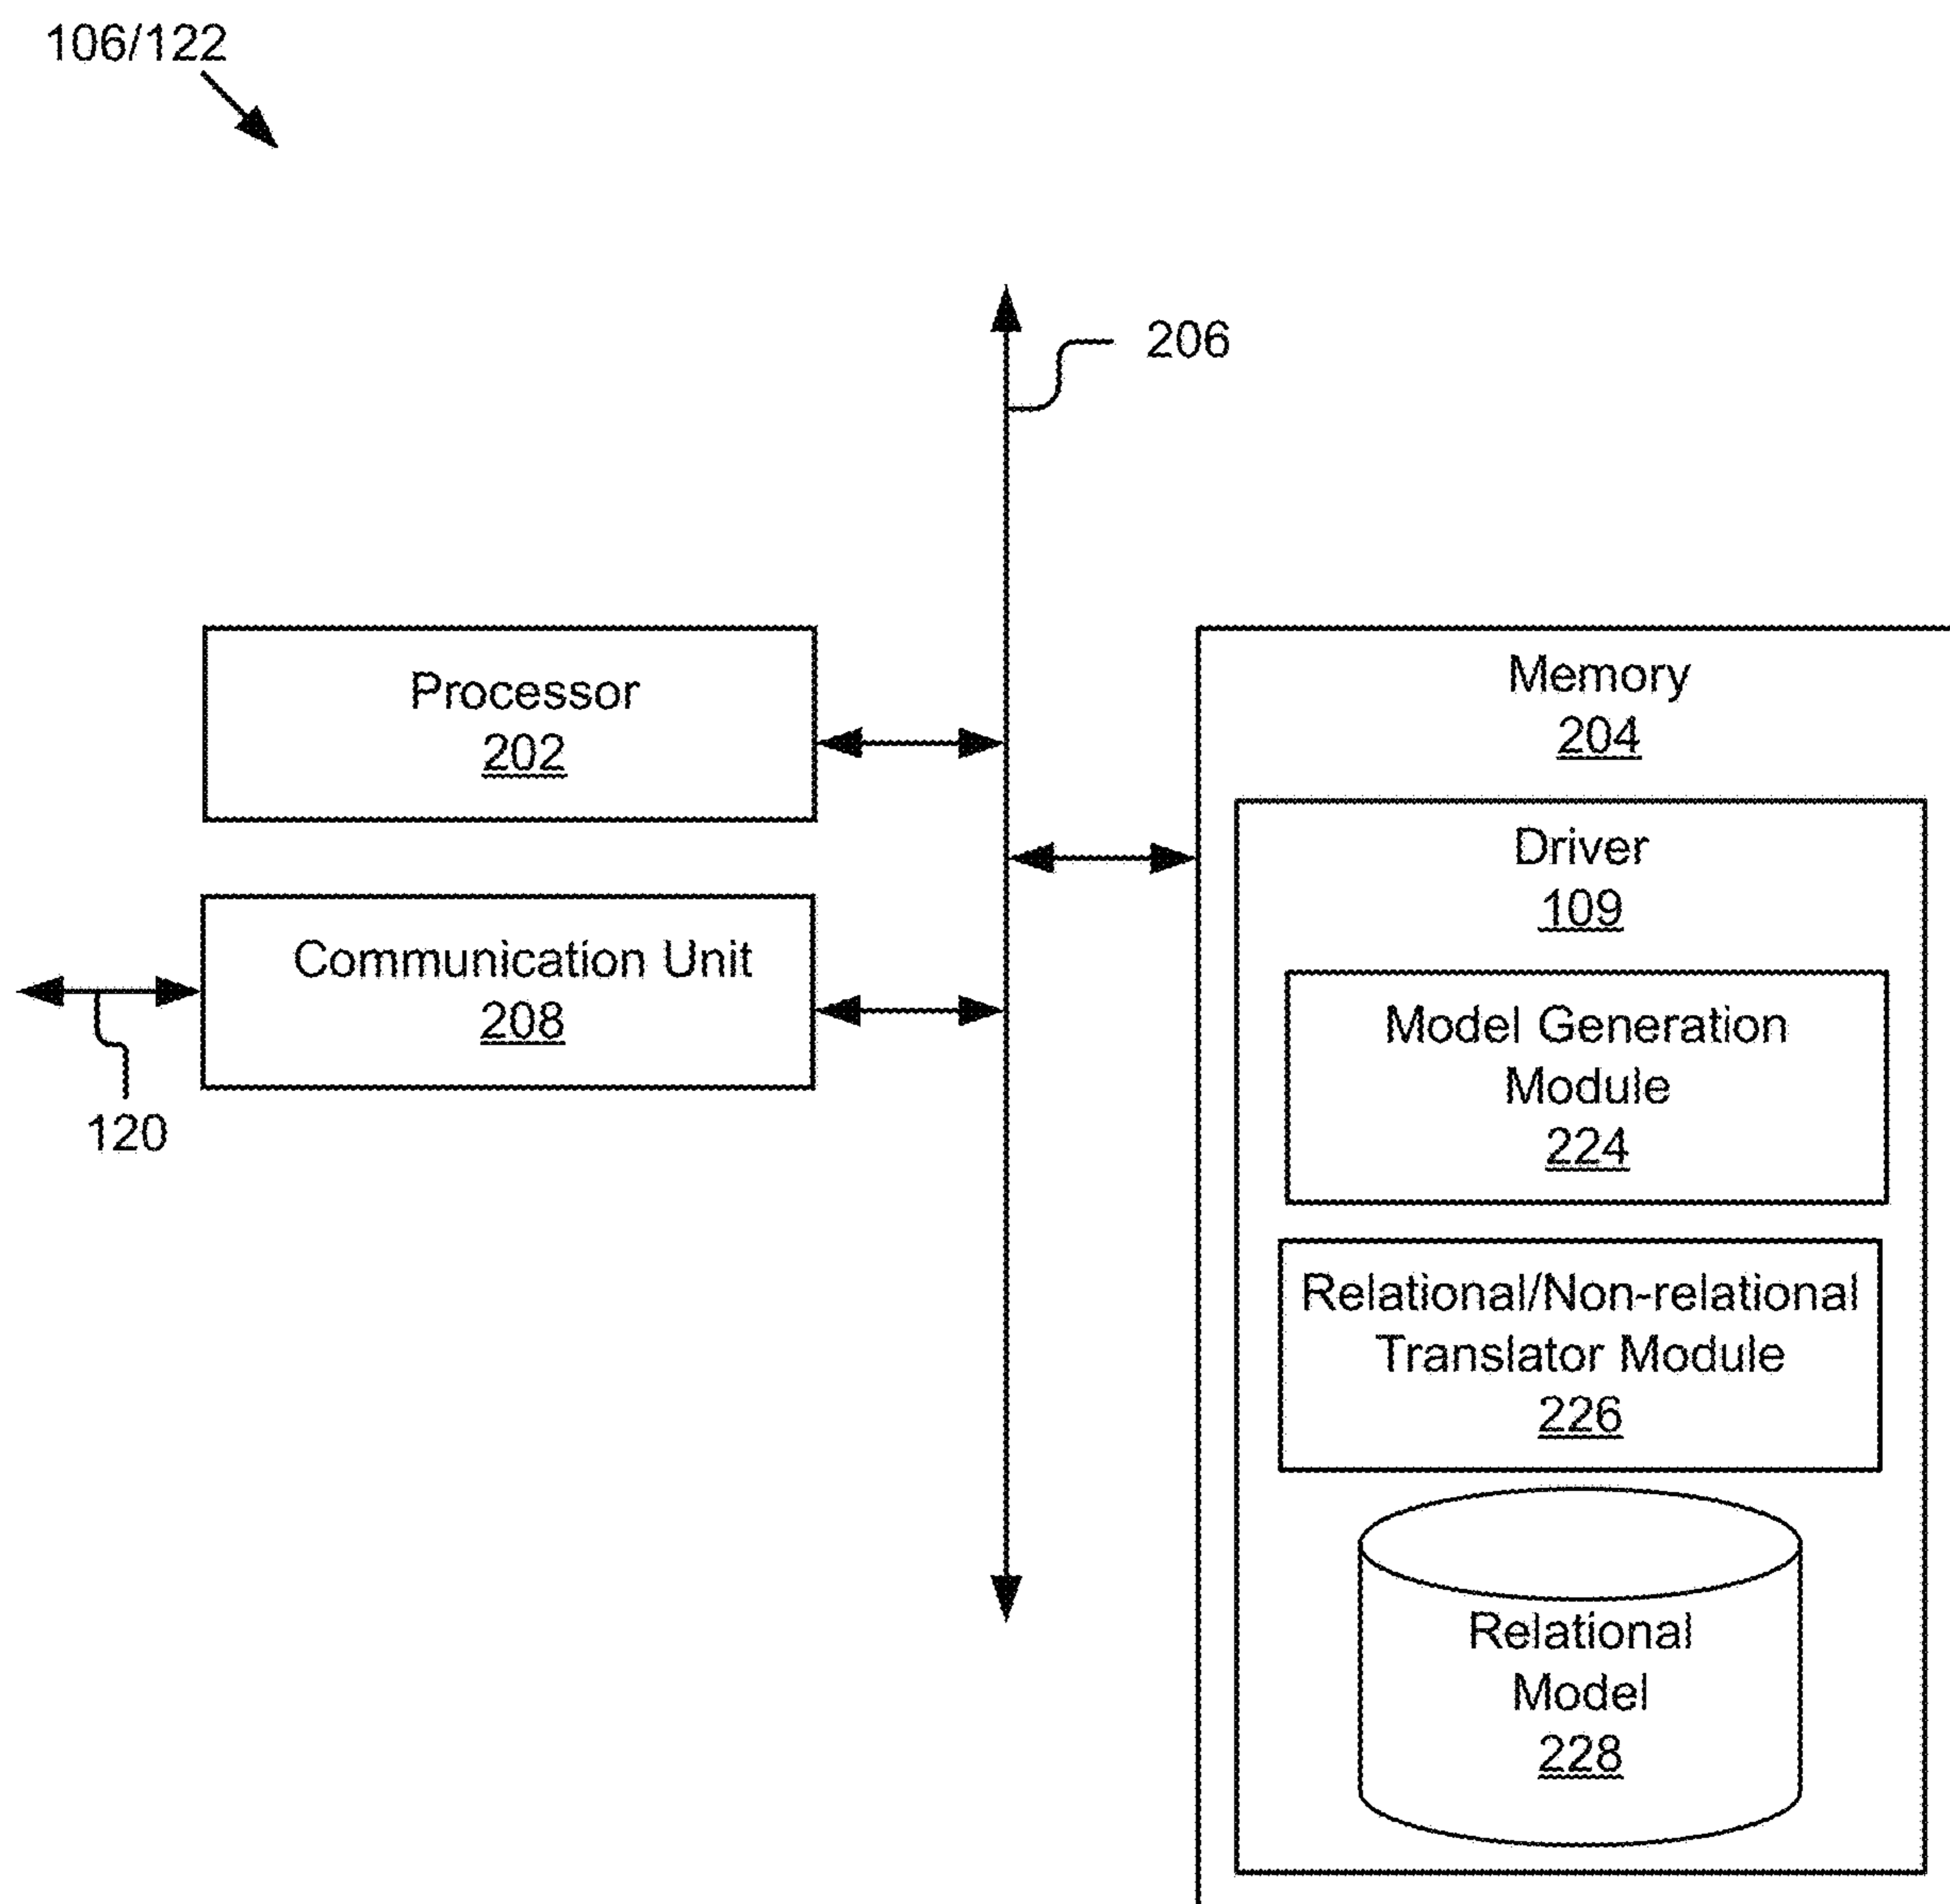 106/122
206
Processor
202
Communication Unit
208
120
Memory
204
Driver
109
Model Generation
Module
224
Relational/Non-relational
Translator Module
226
Relational
Model
228